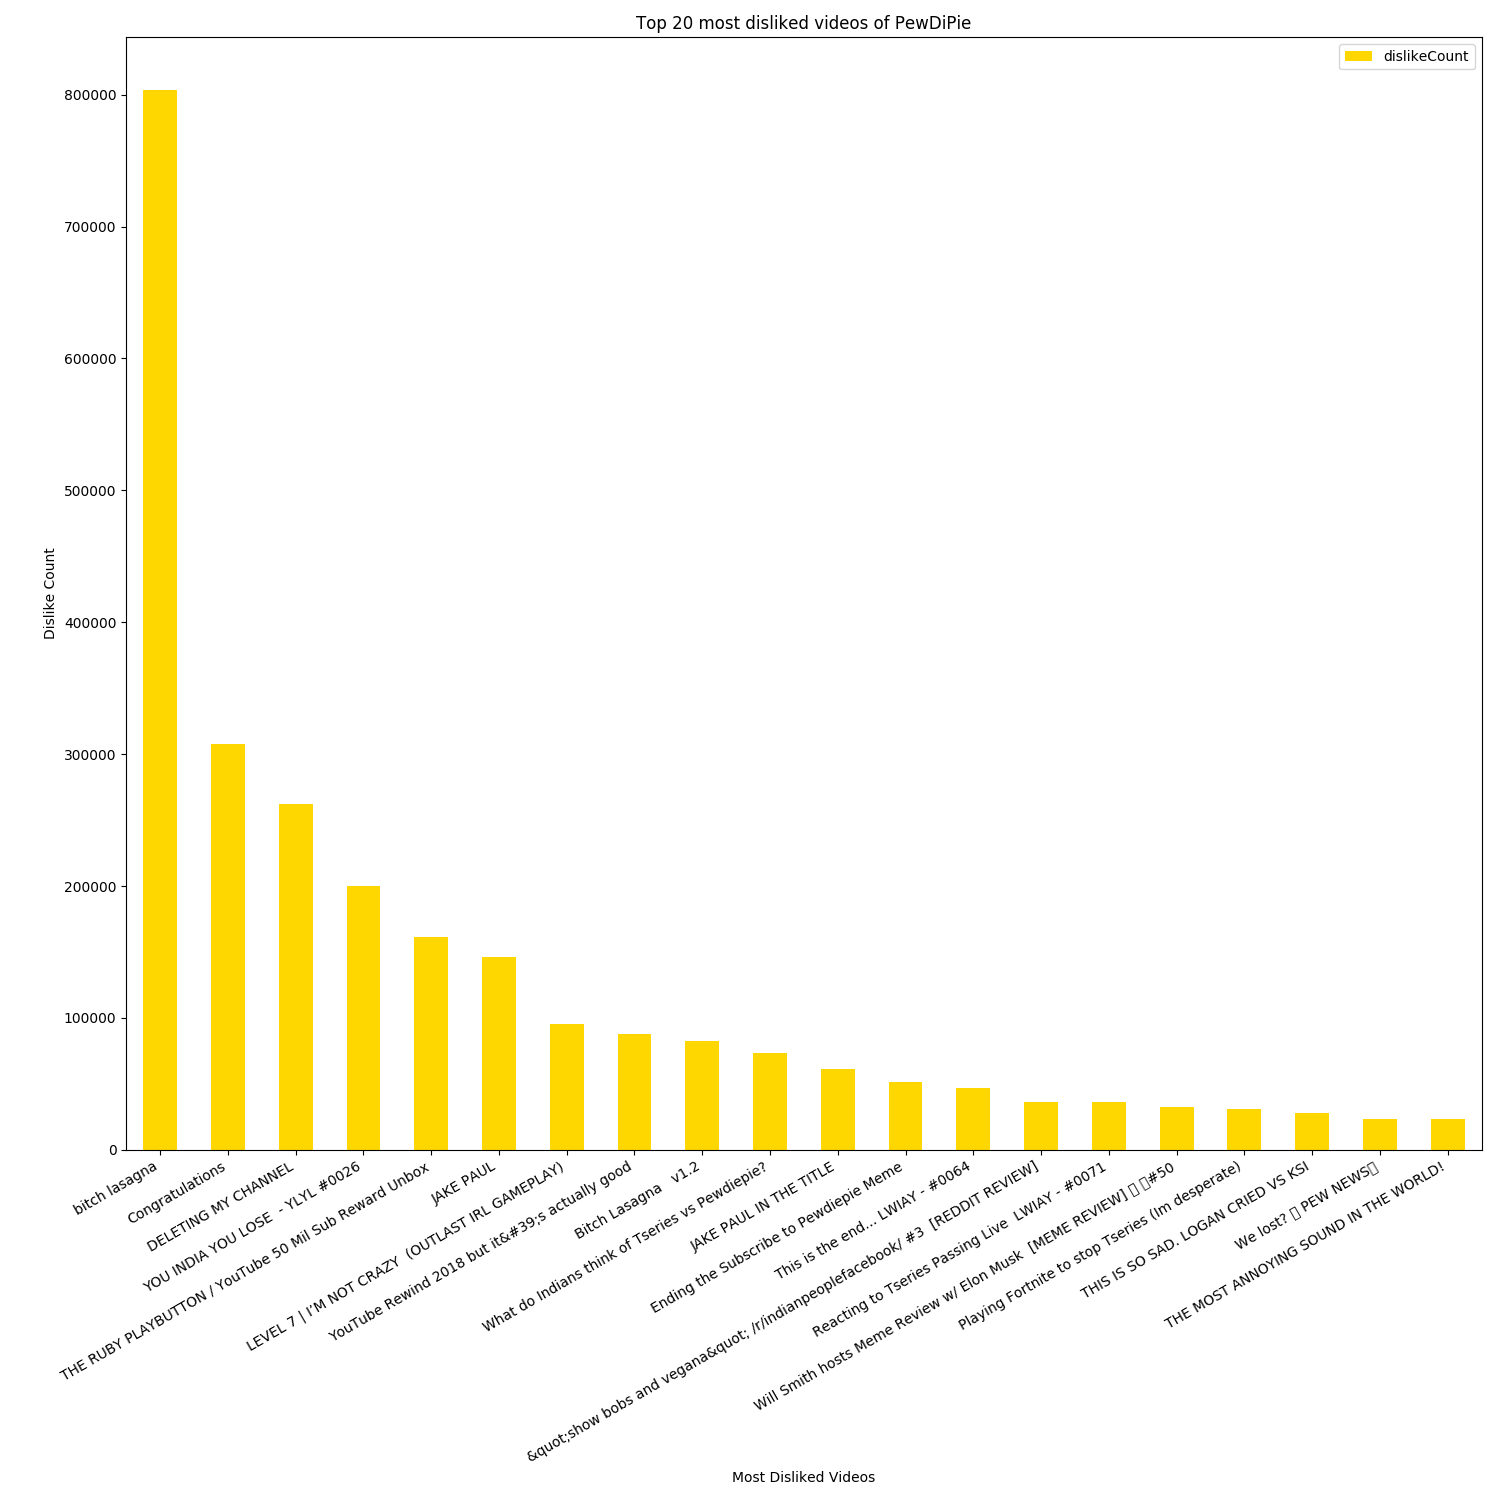 Top 20 most disliked videos of PewDiPie
dislikeCount
800000
700000
600000
500000
400000
300000
200000
100000
0
Dislike Count
bitch lasagna
Congratulations
DELETING MY CHANNEL
YOU INDIA YOU LOSE  - YLYL #0026
THE RUBY PLAYBUTTON / YouTube 50 Mil Sub Reward Unbox
JAKE PAUL
LEVEL 7 | I'M NOT CRAZY  (OUTLAST IRL GAMEPLAY)
YouTube Rewind 2018 but it&#39;s actually good
Bitch Lasagna   v1.2
What do Indians think of Tseries vs Pewdiepie?
JAKE PAUL IN THE TITLE
Ending the Subscribe to Pewdiepie Meme
This is the end... LWIAY - #0064
&quot;show bobs and vegana&quot; /r/indianpeoplefacebook/ #3  [REDDIT REVIEW]
Reacting to Tseries Passing Live  LWIAY - #0071
Will Smith hosts Meme Review w/ Elon Musk  [MEME REVIEW] #50
Playing Fortnite to stop Tseries (Im desperate)
THIS IS SO SAD. LOGAN CRIED VS KSI
We lost? PEW NEWS
THE MOST ANNOYING SOUND IN THE WORLD!
Most Disliked Videos